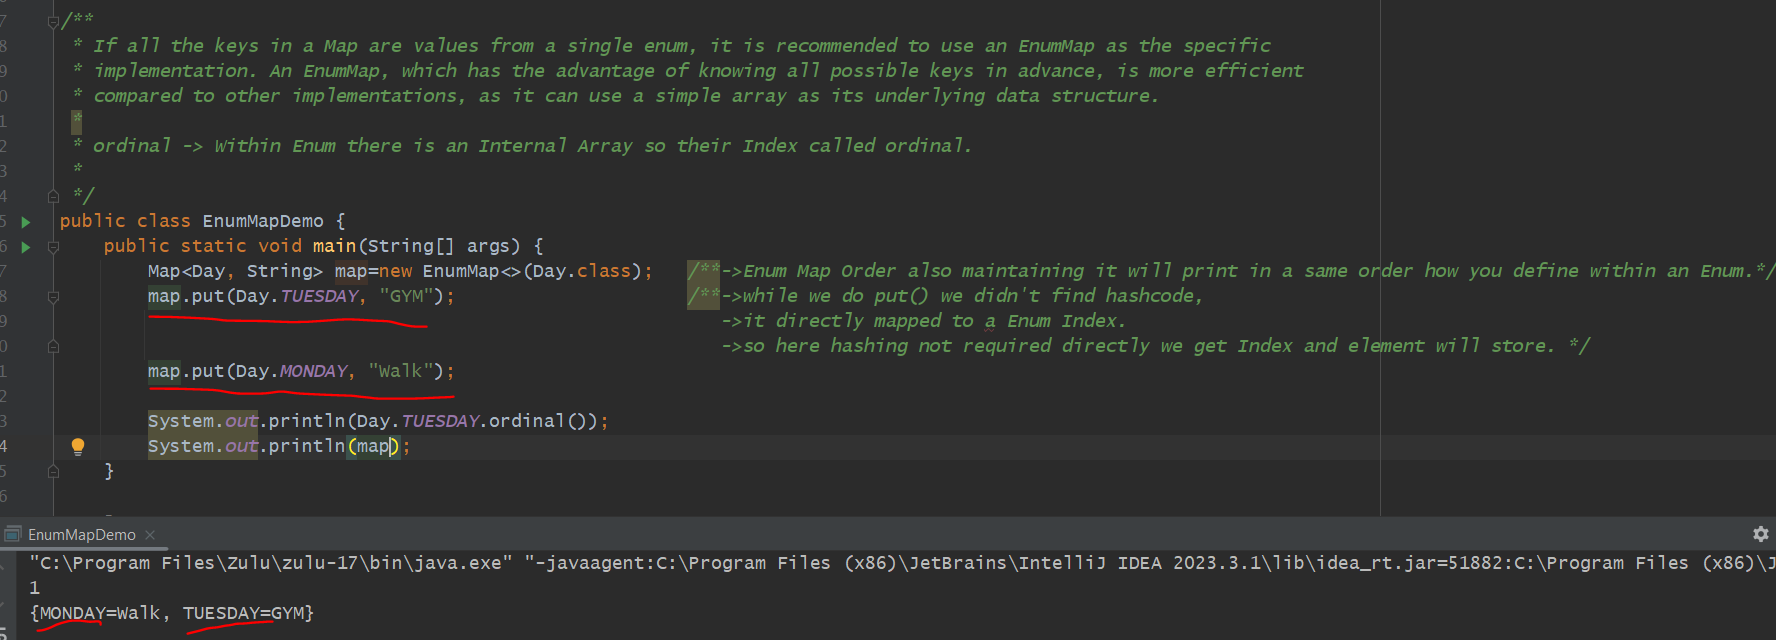 7 /**
8 * If all the keys in a Map are values from a single enum, it is recommended to use an EnumMap as the specific
9 * implementation. An EnumMap, which has the advantage of knowing all possible keys in advance, is more efficient
0 * compared to other implementations, as it can use a simple array as its underlying data structure.
1 *
2 * ordinal -> Within Enum there is an Internal Array so their Index called ordinal.
3 *
4 */
5 public class EnumMapDemo {
6 public static void main(String[] args) {
7 Map<Day, String> map=new EnumMap<>(Day.class); /**->Enum Map Order also maintaining it will print in a same order how you define within an Enum.*/
8 map.put(Day.TUESDAY, "GYM"); /**->while we do put() we didn't find hashcode,
9 ->it directly mapped to a Enum Index.
0 ->so here hashing not required directly we get Index and element will store. */
1 map.put(Day.MONDAY, "Walk");
2
3 System.out.println(Day.TUESDAY.ordinal());
4 System.out.println(map);
5 }
6
EnumMapDemo
"C:\Program Files\Zulu\zulu-17\bin\java.exe" "-javaagent:C:\Program Files (x86)\JetBrains\IntelliJ IDEA 2023.3.1\lib\idea_rt.jar=51882:C:\Program Files (x86)\J
1
{MONDAY=Walk, TUESDAY=GYM}